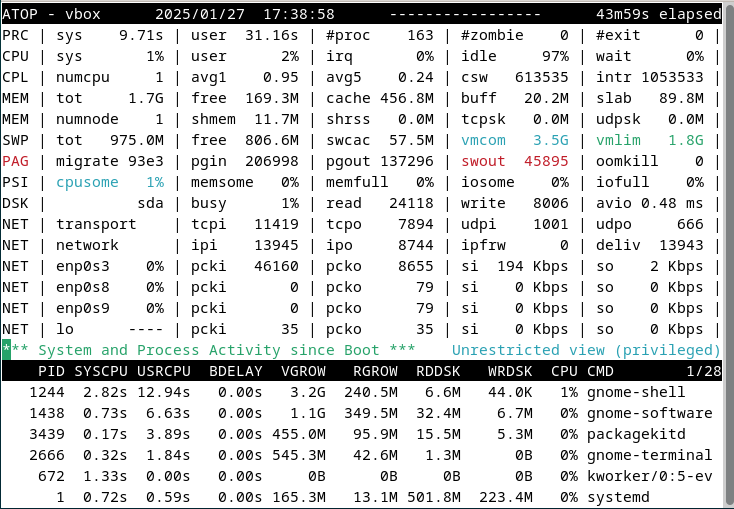 ATOP - vbox 2025/01/27 17:38:58 ----------------- 43m59s elapsed
PRC | sys 9.71s | user 31.16s | #proc 163 | #zombie 0 | #exit 0 |
CPU | sys 1% | user 2% | irq 0% | idle 97% | wait 0% |
CPL | numcpu 1 | avg1 0.95 | avg5 0.24 | csw 613535 | intr 1053533 |
MEM | tot 1.7G | free 169.3M | cache 456.8M | buff 20.2M | slab 89.8M |
MEM | numnode 1 | shmem 11.7M | shrss 0.0M | tcpsk 0.0M | udpsk 0.0M |
SWP | tot 975.0M | free 806.6M | swcac 57.5M | vmcom 3.5G | vmlim 1.8G |
PAG | migrate 93e3 | pgin 206998 | pgout 137296 | swout 45895 | oomkill 0 |
PSI | cpusome 1% | memsome 0% | memfull 0% | iosome 0% | iofull 0% |
DSK | sda | busy 1% | read 24118 | write 8006 | avio 0.48 ms |
NET | transport | tcpi 11419 | tcpo 7894 | udpi 1001 | udpo 666 |
NET | network | ipi 13945 | ipo 8744 | ipfrw 0 | deliv 13943 |
NET | enp0s3 0% | pcki 46160 | pcko 8655 | si 194 Kbps | so 2 Kbps |
NET | enp0s8 0% | pcki 0 | pcko 79 | si 0 Kbps | so 0 Kbps |
NET | enp0s9 0% | pcki 0 | pcko 79 | si 0 Kbps | so 0 Kbps |
NET | lo ---- | pcki 35 | pcko 35 | si 0 Kbps | so 0 Kbps |
*** System and Process Activity since Boot *** Unrestricted view (privileged)
PID SYSCPU USRCPU BDELAY VGROW RGROW RDDSK WRDSK CPU CMD 1/28
1244 2.82s 12.94s 0.00s 3.2G 240.5M 6.6M 44.0K 1% gnome-shell
1438 0.73s 6.63s 0.00s 1.1G 349.5M 32.4M 6.7M 0% gnome-software
3439 0.17s 3.89s 0.00s 455.0M 95.9M 15.5M 5.3M 0% packagekitd
2666 0.32s 1.84s 0.00s 545.3M 42.6M 1.3M 0B 0% gnome-terminal
672 1.33s 0.00s 0.00s 0B 0B 0B 0B 0% kworker/0:5-ev
1 0.72s 0.59s 0.00s 165.3M 13.1M 501.8M 223.4M 0% systemd